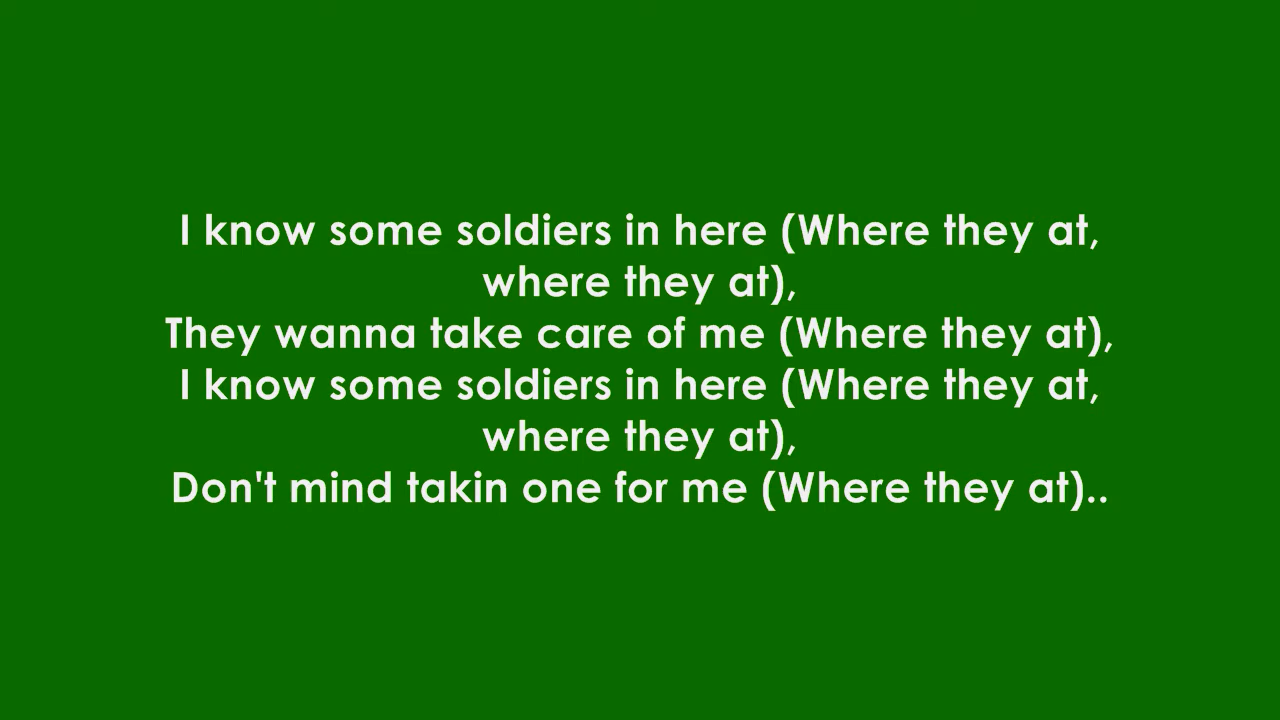 I know some soldiers in here (Where they at,
where they at),
They wanna take care of me (Where they at),
I know some soldiers in here (Where they at,
where they at),
Don't mind takin one for me (Where they at)..